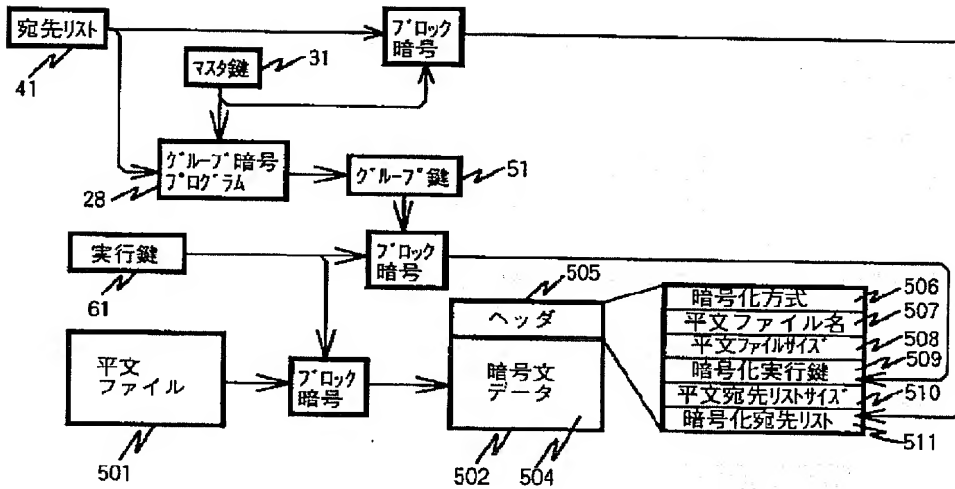 宛先リスト
41
マスタ鍵
31
ブロック
暗号
グループ暗号
プログラム
28
グループ鍵
51
実行鍵
61
ブロック
暗号
平文
ファイル
501
ブロック
暗号
505
ヘッダ
暗号文
データ
502
504
暗号化方式
506
平文ファイル名
507
平文ファイルサイズ
508
暗号化実行鍵
509
平文宛先リストサイズ
510
暗号化宛先リスト
511